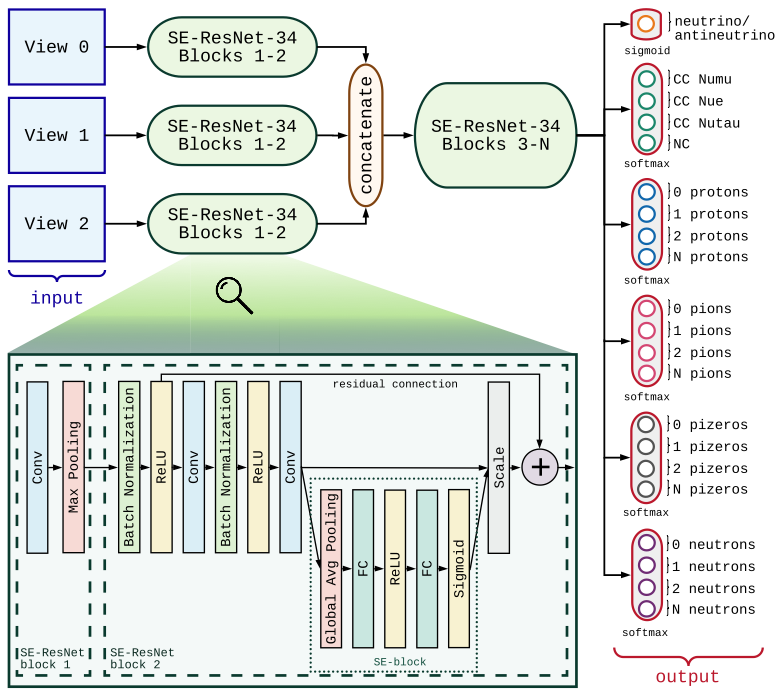 View 0
SE-ResNet-34
Blocks 1-2
View 1
SE-ResNet-34
Blocks 1-2
View 2
SE-ResNet-34
Blocks 1-2
input
concatenate
SE-ResNet-34
Blocks 3-N
neutrino/
antineutrino
sigmoid
CC Numu
CC Nue
CC Nutau
NC
softmax
0 protons
1 protons
2 protons
N protons
softmax
0 pions
1 pions
2 pions
N pions
softmax
0 pizeros
1 pizeros
2 pizeros
N pizeros
softmax
0 neutrons
1 neutrons
2 neutrons
N neutrons
softmax
output
residual connection
Conv
Max Pooling
Batch Normalization
ReLU
Conv
Batch Normalization
ReLU
Conv
Scale
+
Global Avg Pooling
FC
ReLU
FC
Sigmoid
SE-block
SE-ResNet
block 1
SE-ResNet
block 2